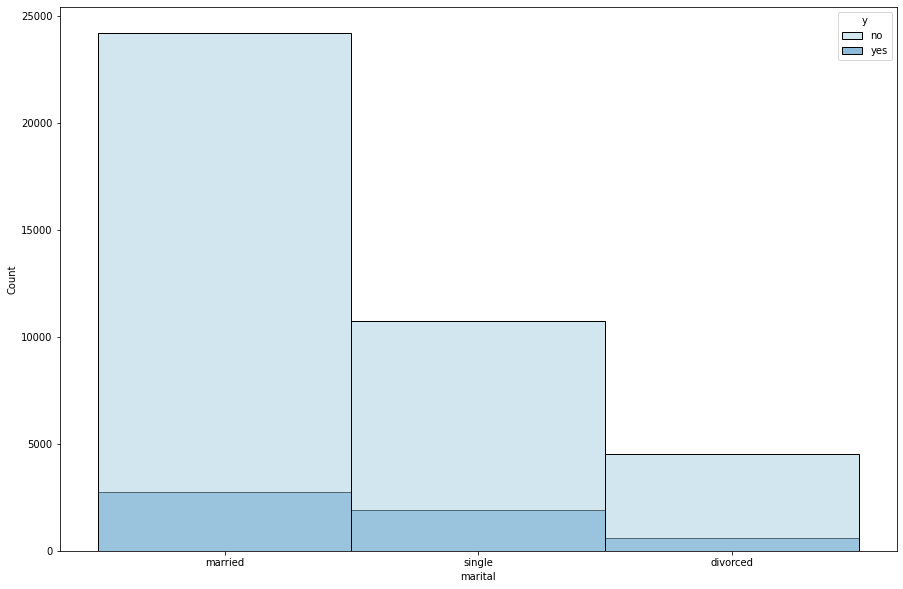 25000
20000
15000
10000
5000
0
Count
married
single
divorced
marital
y
no
yes